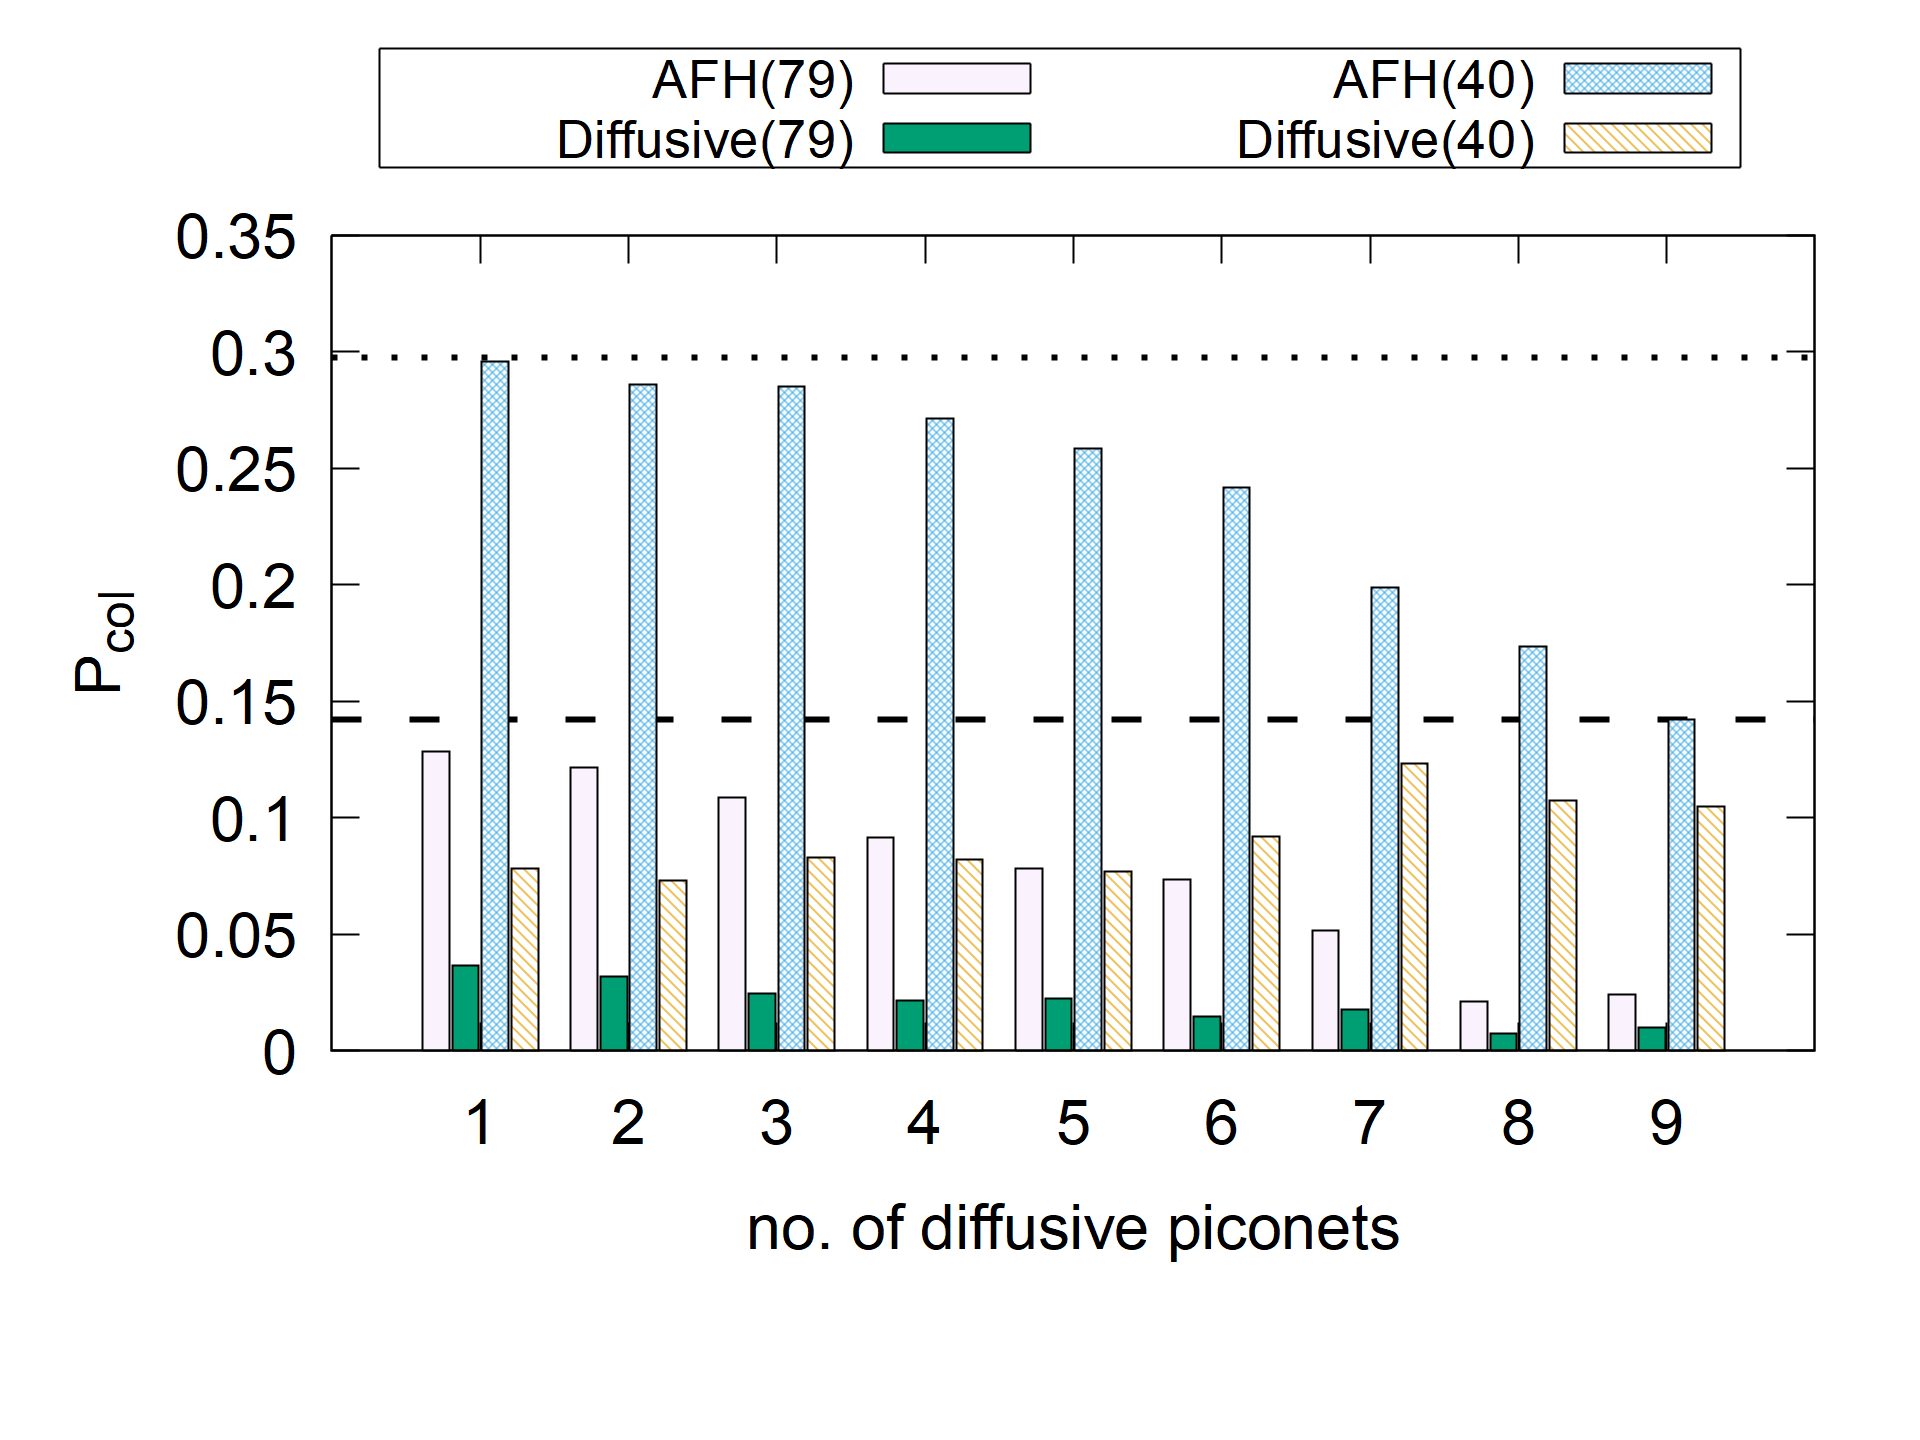 AFH(79)
AFH(40)
Diffusive(79)
Diffusive(40)
0.35
0.3
0.25
0.2
0.15
0.1
0.05
0
P_col
1 2 3 4 5 6 7 8 9
no. of diffusive piconets